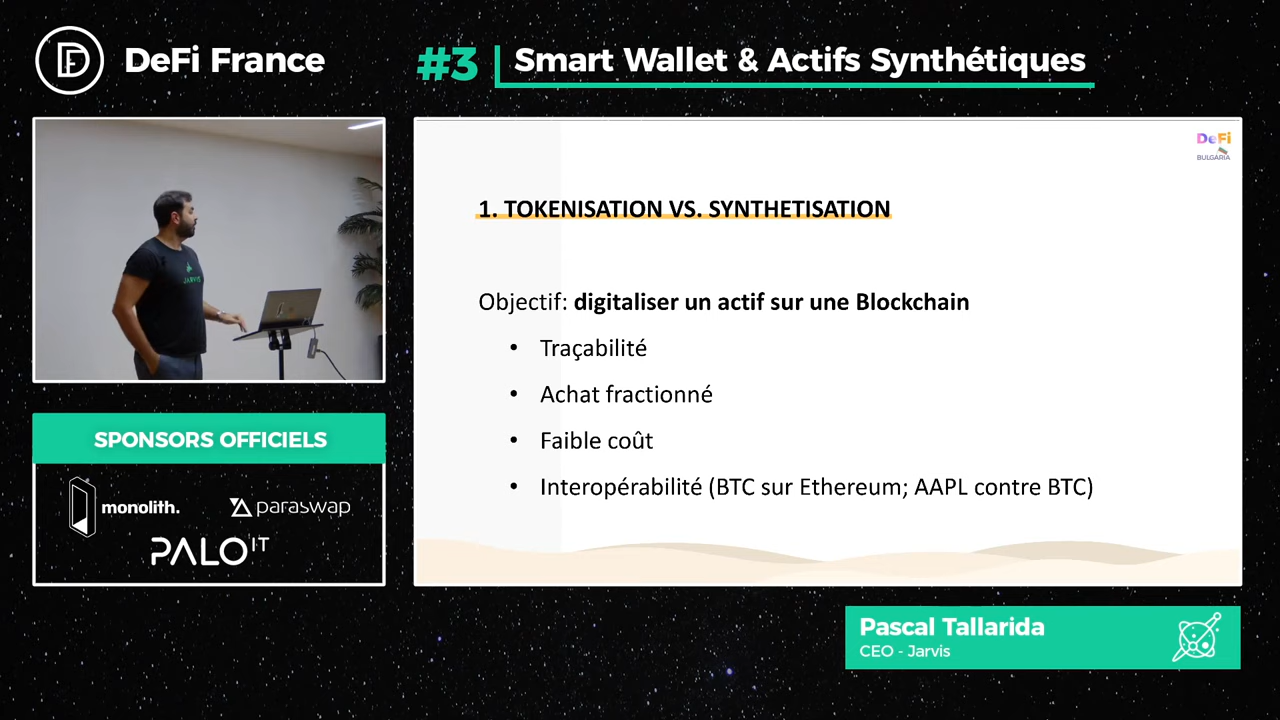 DeFi France
#3
Smart Wallet & Actifs Synthétiques
DeFi
BULGARIA
1. TOKENISATION VS. SYNTHETISATION
Objectif: digitaliser un actif sur une Blockchain
• Traçabilité
• Achat fractionné
• Faible coût
• Interopérabilité (BTC sur Ethereum; AAPL contre BTC)
JARVIS
SPONSORS OFFICIELS
monolith.
paraswap
PALO IT
Pascal Tallarida
CEO - Jarvis